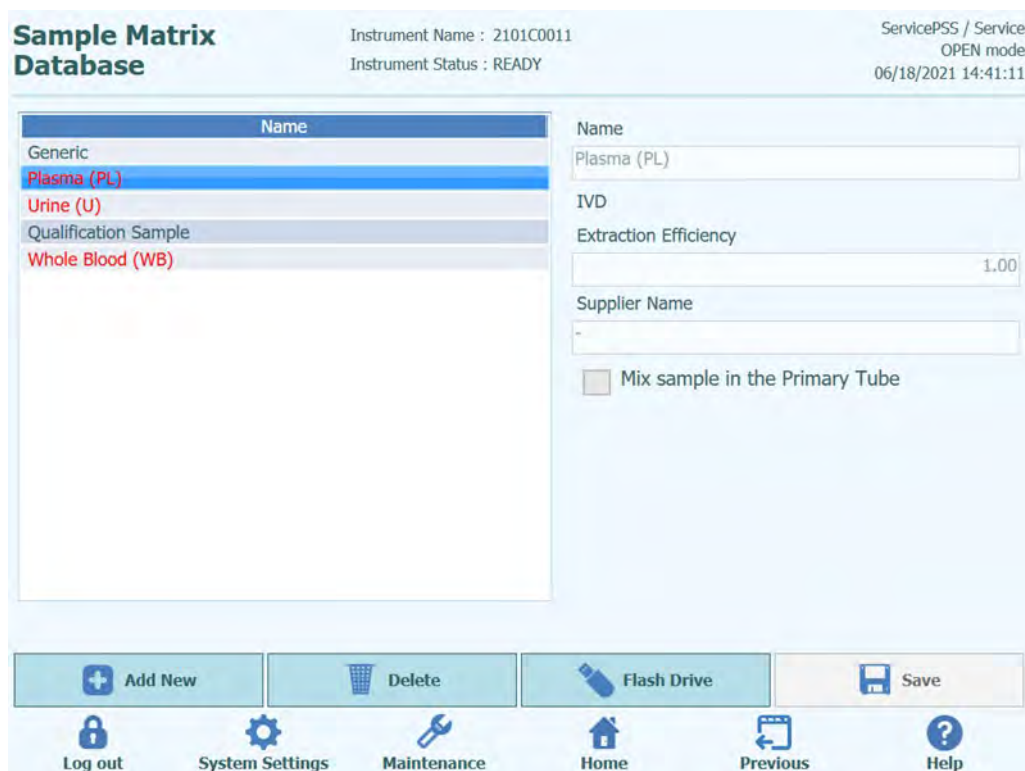 Sample Matrix
Database
Instrument Name : 2101C0011
Instrument Status : READY
ServicePSS / Service
OPEN mode
06/18/2021 14:41:11
Name
Generic
Plasma (PL)
Urine (U)
Qualification Sample
Whole Blood (WB)
Name
Plasma (PL)
IVD
Extraction Efficiency
1.00
Supplier Name
-
Mix sample in the Primary Tube
Add New
Delete
Flash Drive
Save
Log out
System Settings
Maintenance
Home
Previous
Help